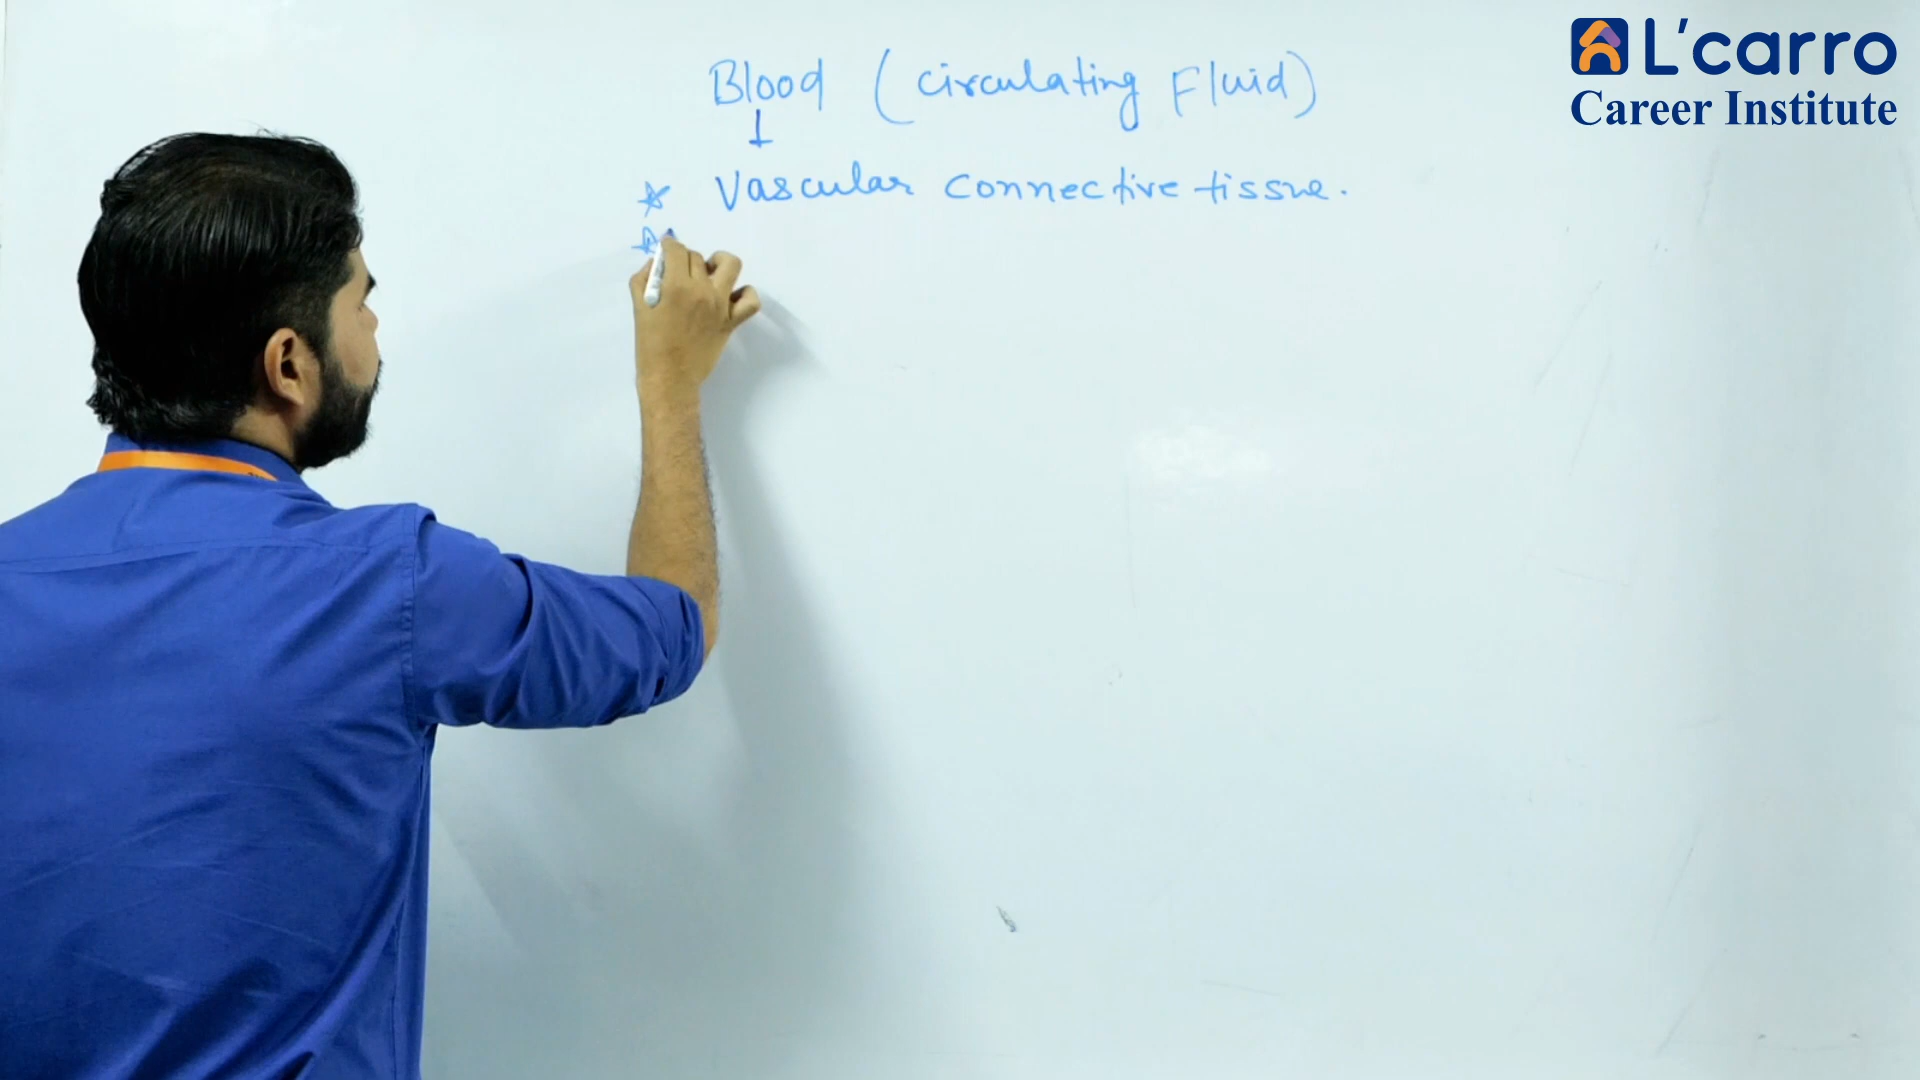 L'carro
Career Institute
Blood (circulating Fluid)
Vascular connective tissue.